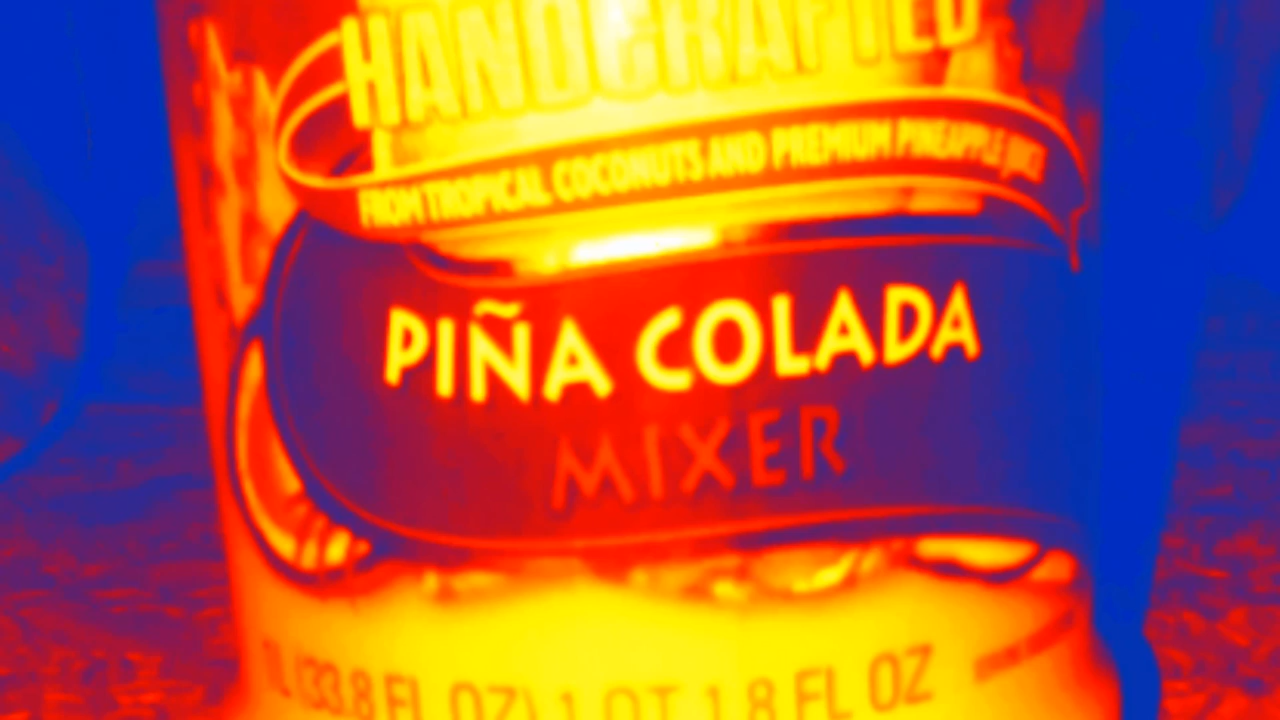 HANDCRAFTED
FROM TROPICAL COCONUTS AND PREMIUM PINEAPPLE JUICE
PIÑA COLADA
MIXER
1L (33.8 FL OZ) 1 QT 1.8 FL OZ